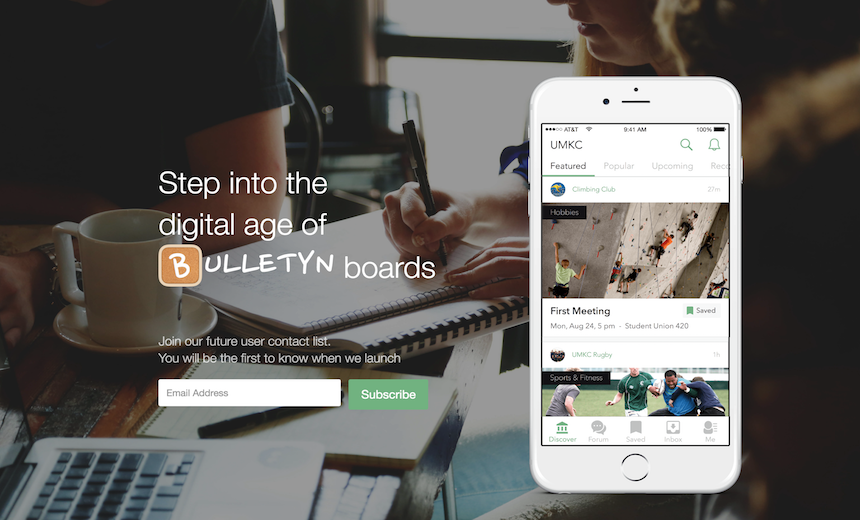 Step into the
digital age of
BULLETYN boards
Join our future user contact list.
You will be the first to know when we launch
Email Address
Subscribe
AT&T 9:41 AM 100%
UMKC
Featured Popular Upcoming Reco
Climbing Club 27m
Hobbies
First Meeting
Saved
Mon, Aug 24, 5 pm - Student Union 420
UMKC Rugby 1h
Sports & Fitness
Discover Forum Saved Inbox Me